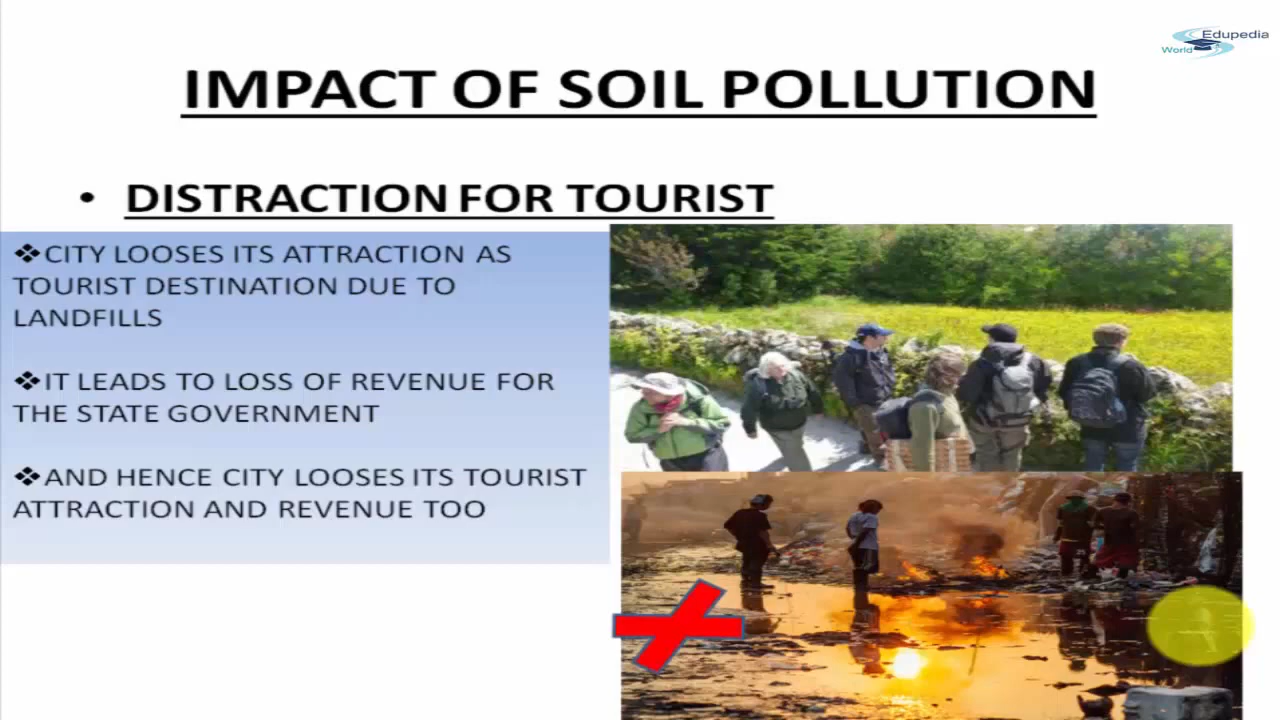 Edupedia
World
IMPACT OF SOIL POLLUTION
• DISTRACTION FOR TOURIST
❖CITY LOOSES ITS ATTRACTION AS
TOURIST DESTINATION DUE TO
LANDFILLS
❖IT LEADS TO LOSS OF REVENUE FOR
THE STATE GOVERNMENT
❖AND HENCE CITY LOOSES ITS TOURIST
ATTRACTION AND REVENUE TOO